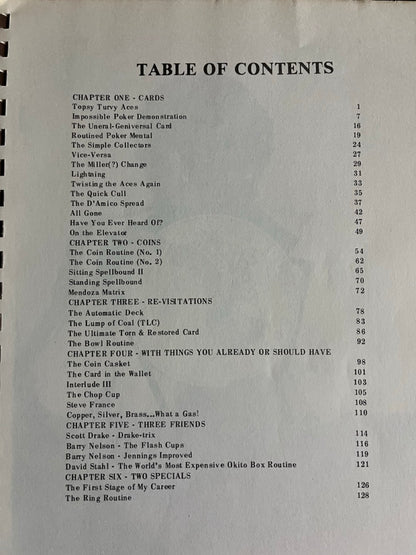 TABLE OF CONTENTS
CHAPTER ONE - CARDS
Topsy Turvy Aces 1
Impossible Poker Demonstration 7
The Uneral-Geniversal Card 16
Routined Poker Mental 19
The Simple Collectors 24
Vice-Versa 27
The Miller(?) Change 29
Lightning 31
Twisting the Aces Again 33
The Quick Cull 35
The D'Amico Spread 37
All Gone 42
Have You Ever Heard Of? 47
On the Elevator 49
CHAPTER TWO - COINS
The Coin Routine (No. 1) 54
The Coin Routine (No. 2) 62
Sitting Spellbound II 65
Standing Spellbound 70
Mendoza Matrix 72
CHAPTER THREE - RE-VISITATIONS
The Automatic Deck 78
The Lump of Coal (TLC) 83
The Ultimate Torn & Restored Card 86
The Bowl Routine 92
CHAPTER FOUR - WITH THINGS YOU ALREADY OR SHOULD HAVE
The Coin Casket 98
The Card in the Wallet 101
Interlude III 103
The Chop Cup 105
Steve France 108
Copper, Silver, Brass...What a Gas! 110
CHAPTER FIVE - THREE FRIENDS
Scott Drake - Drake-trix 114
Barry Nelson - The Flash Cups 116
Barry Nelson - Jennings Improved 119
David Stahl - The World's Most Expensive Okito Box Routine 121
CHAPTER SIX - TWO SPECIALS
The First Stage of My Career 126
The Ring Routine 128